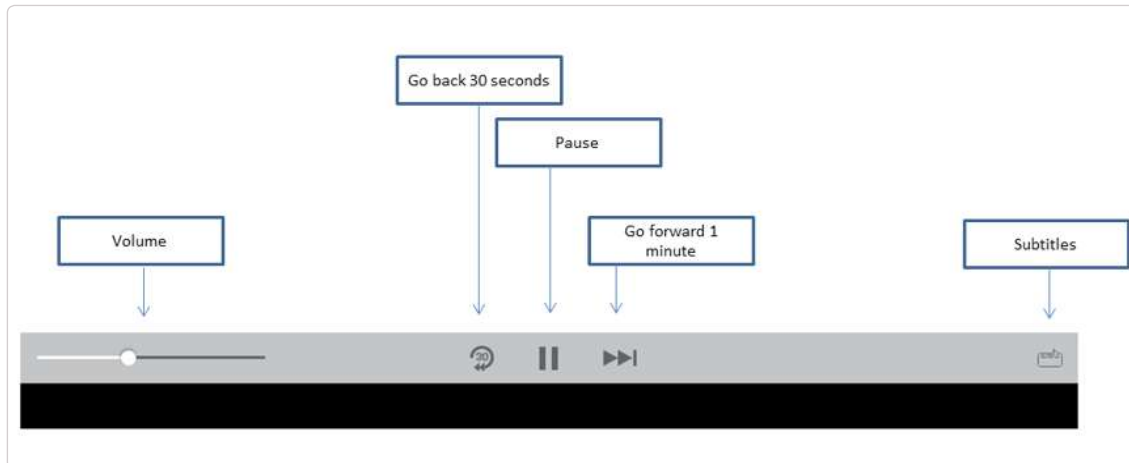 Go back 30 seconds
Pause
Volume
Go forward 1
minute
Subtitles
30